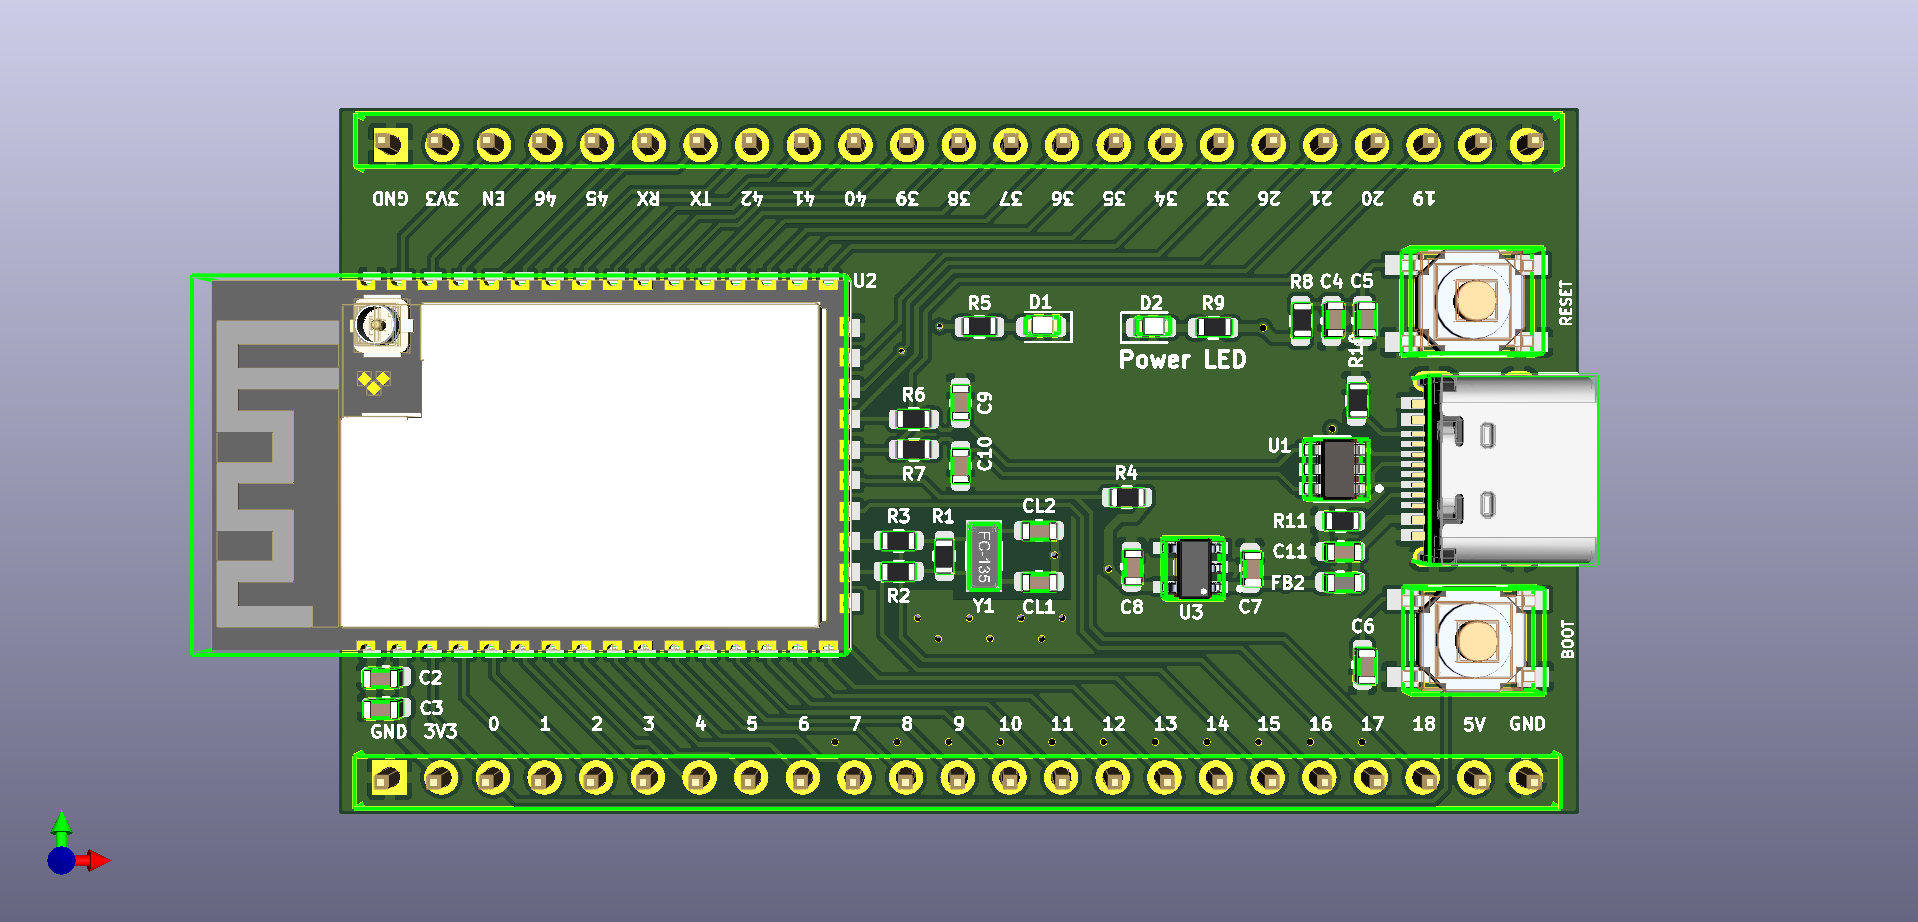 GND 3V3 EN 46 45 RX TX 42 41 40 39 38 37 36 35 34 33 26 21 20 19
U2
R8 C4 C5
RESET
R5 D1 D2 R9
Power LED
R6 C9
U1
C10
R7 R4
CL2
R3 R1 R11
FC-135
C11
FB2
R2 Y1 CL1 C8 U3 C7
C6
BOOT
C2
C3
GND 3V3 0 1 2 3 4 5 6 7 8 9 10 11 12 13 14 15 16 17 18 5V GND